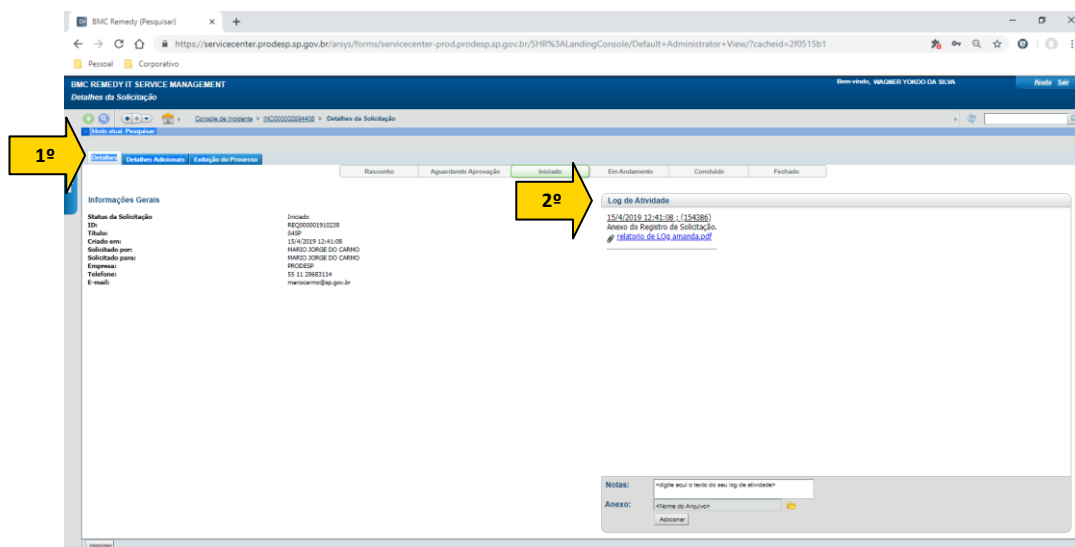 BMC Remedy (Pesquisar)
https://servicecenter.prodesp.sp.gov.br/arsys/forms/servicecenter-prod.prodesp.sp.gov.br/SHR%3ALandingConsole/Default+Administrator+View/?cacheid=2f0515b1
Pessoal Corporativo
BMC REMEDY IT SERVICE MANAGEMENT Bem-vindo, WAGNER YOKOO DA SILVA Ajuda Sair
Detalhes da Solicitação
Console de Incidente > INC000002894408 > Detalhes da Solicitação
Modo atual: Pesquisar
1º
Detalhes Detalhes Adicionais Exibição do Processo
Rascunho Aguardando Aprovação Iniciado Em Andamento Concluído Fechado
2º
Informações Gerais
Status da Solicitação Iniciado
ID: REQ000001910238
Título: S4SP
Criado em: 15/4/2019 12:41:08
Solicitado por: MARIO JORGE DO CARMO
Solicitado para: MARIO JORGE DO CARMO
Empresa: PRODESP
Telefone: 55 11 28683114
E-mail: mariocarmo@sp.gov.br
Log de Atividade
15/4/2019 12:41:08 ; (154386)
Anexo do Registro de Solicitação.
relatorio de LOg amanda.pdf
Notas: <digite aqui o texto do seu log de atividade>
Anexo: <Nome do Arquivo>
Adicionar
Imprimir